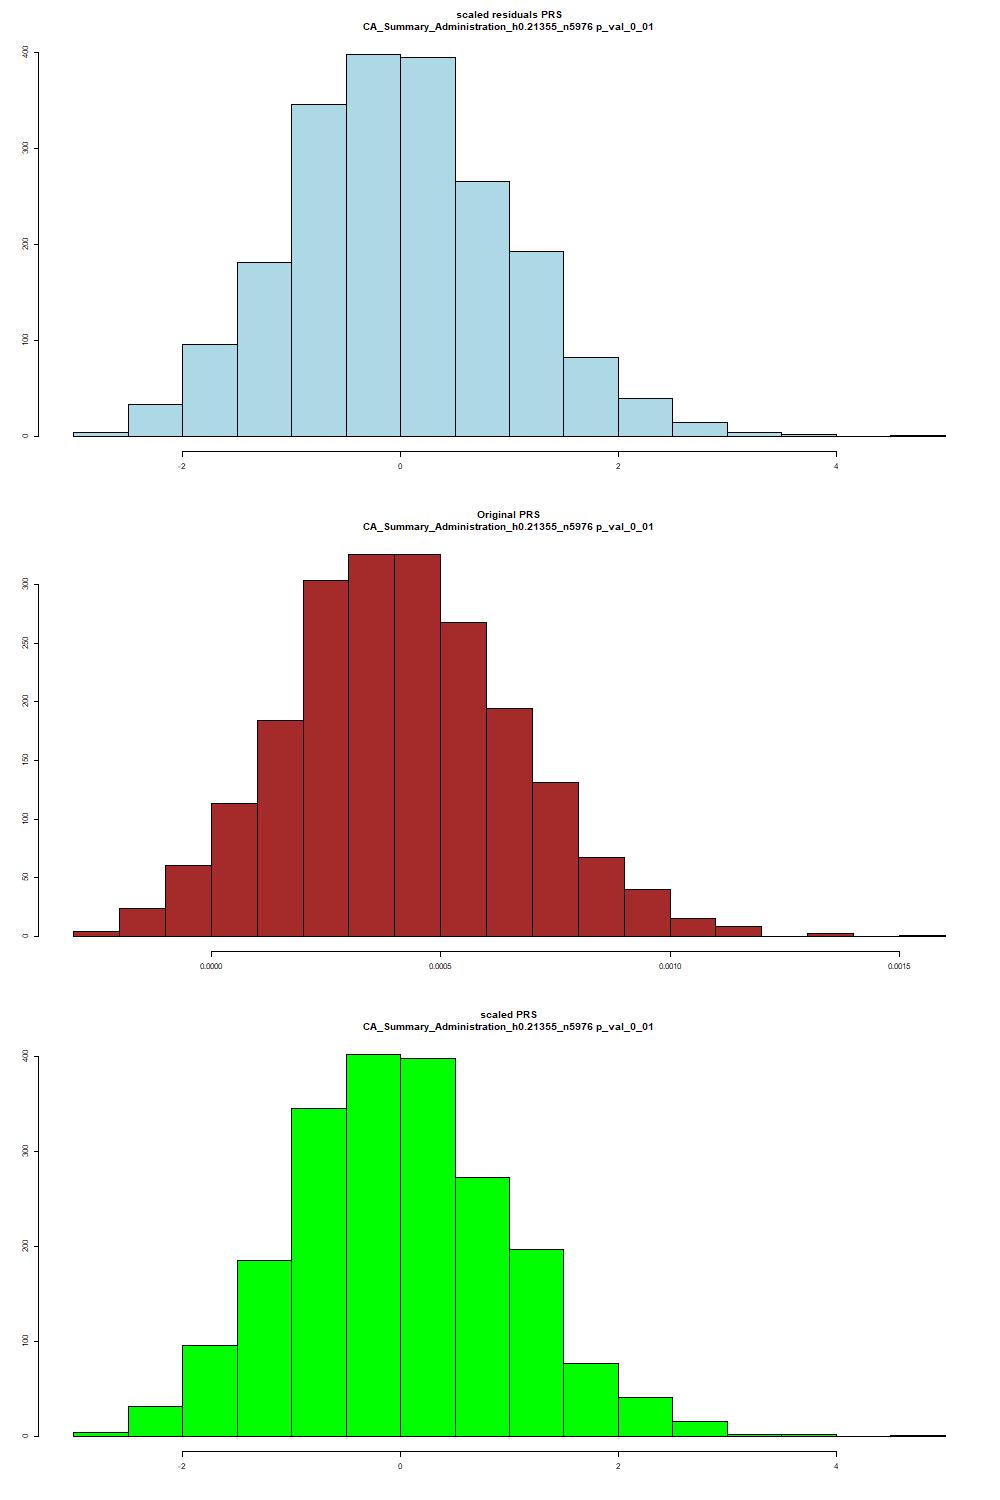 scaled residuals PRS
CA_Summary_Administration_h0.21355_n5976 p_val_0_01
400
300
200
100
0
-2 0 2 4
Original PRS
CA_Summary_Administration_h0.21355_n5976 p_val_0_01
300
250
200
150
100
50
0
0.0000 0.0005 0.0010 0.0015
scaled PRS
CA_Summary_Administration_h0.21355_n5976 p_val_0_01
400
300
200
100
0
-2 0 2 4